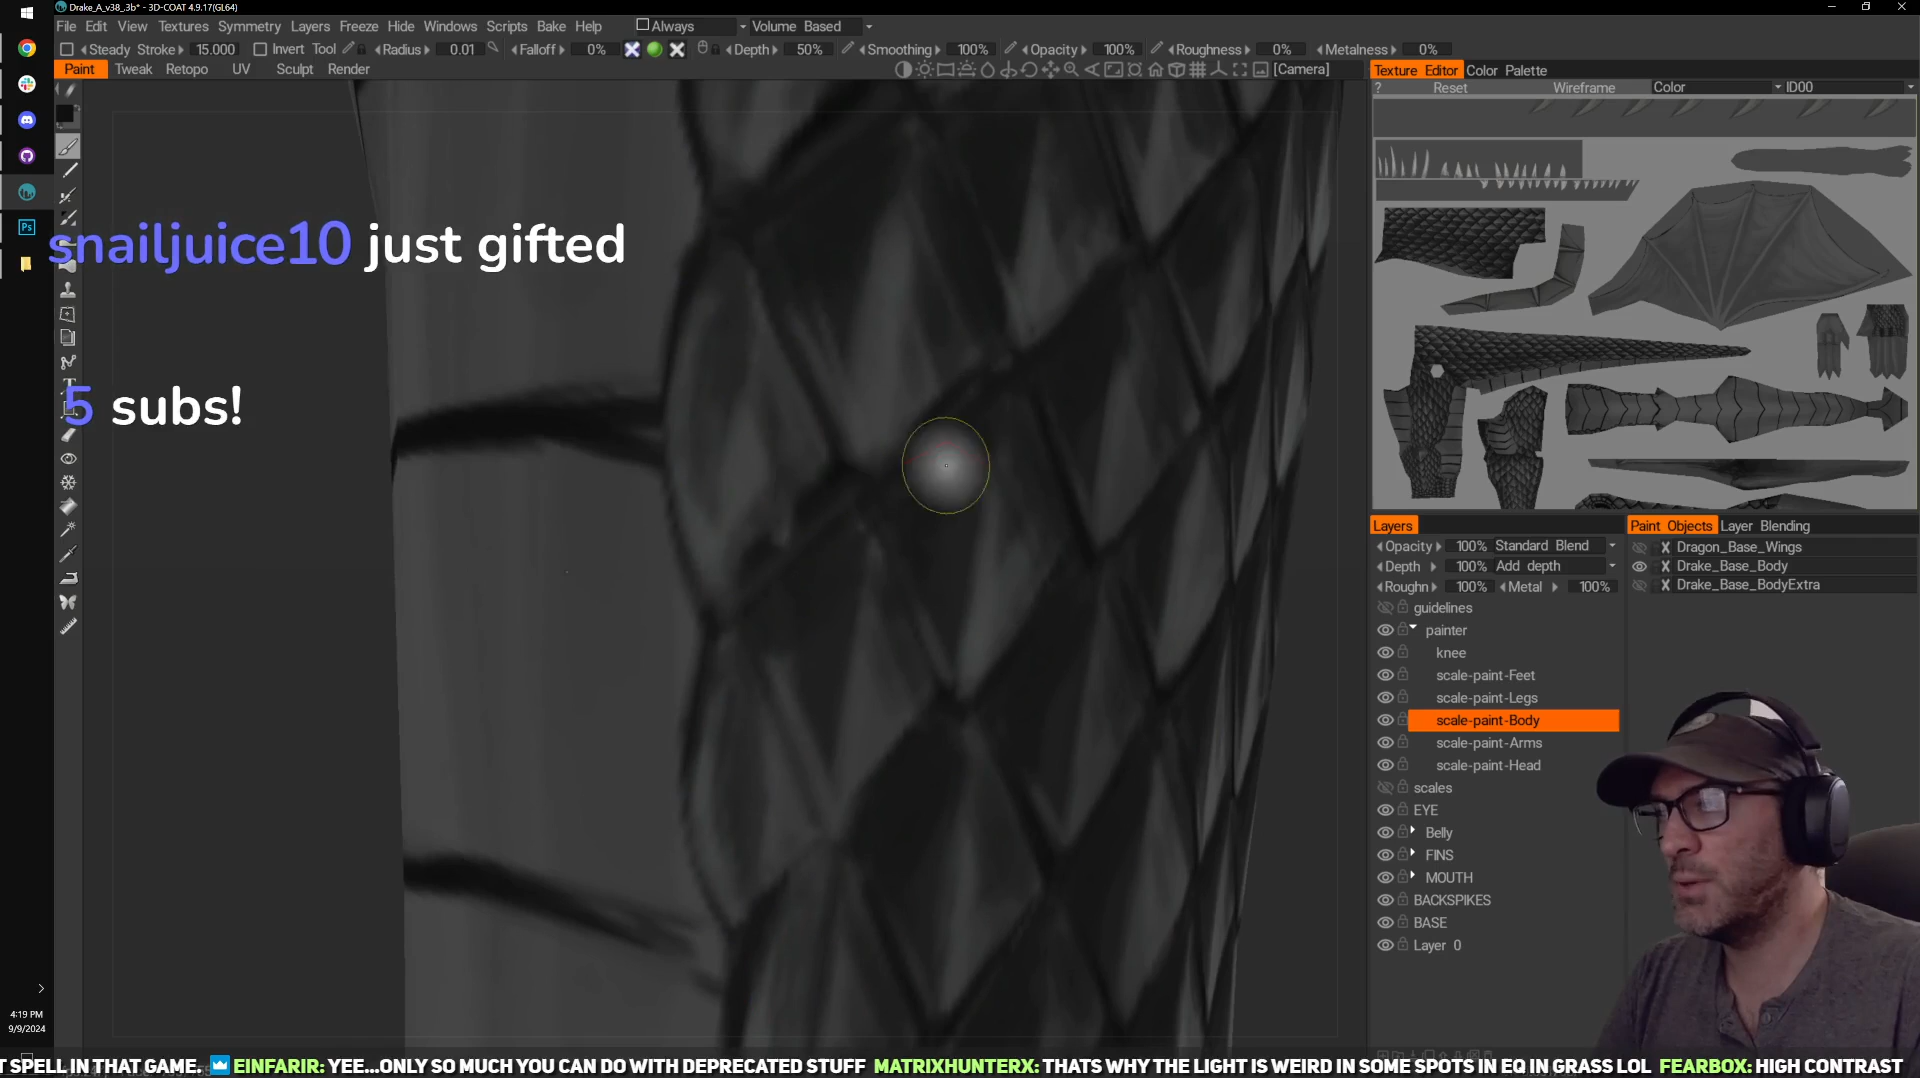 Drake_A_v38_.3b* - 3D-COAT 4.9.17(GL64)
File Edit View Textures Symmetry Layers Freeze Hide Windows Scripts Bake Help Always Volume Based
Steady Stroke 15.000 Invert Tool Radius 0.01 Falloff 0% Depth 50% Smoothing 100% Opacity 100% Roughness 0% Metalness 0%
Paint Tweak Retopo UV Sculpt Render [Camera]
Texture Editor Color Palette
? Reset Wireframe Color ID00
snailjuice10 just gifted
5 subs!
Layers
Opacity 100% Standard Blend
Depth 100% Add depth
Roughn 100% Metal 100%
guidelines
painter
knee
scale-paint-Feet
scale-paint-Legs
scale-paint-Body
scale-paint-Arms
scale-paint-Head
scales
EYE
Belly
FINS
MOUTH
BACKSPIKES
BASE
Layer 0
Paint Objects Layer Blending
Dragon_Base_Wings
Drake_Base_Body
Drake_Base_BodyExtra
Ps
4:19 PM
9/9/2024
T SPELL IN THAT GAME. EINFARIR: YEE...ONLY SO MUCH YOU CAN DO WITH DEPRECATED STUFF MATRIXHUNTERX: THATS WHY THE LIGHT IS WEIRD IN SOME SPOTS IN EQ IN GRASS LOL FEARBOX: HIGH CONTRAST